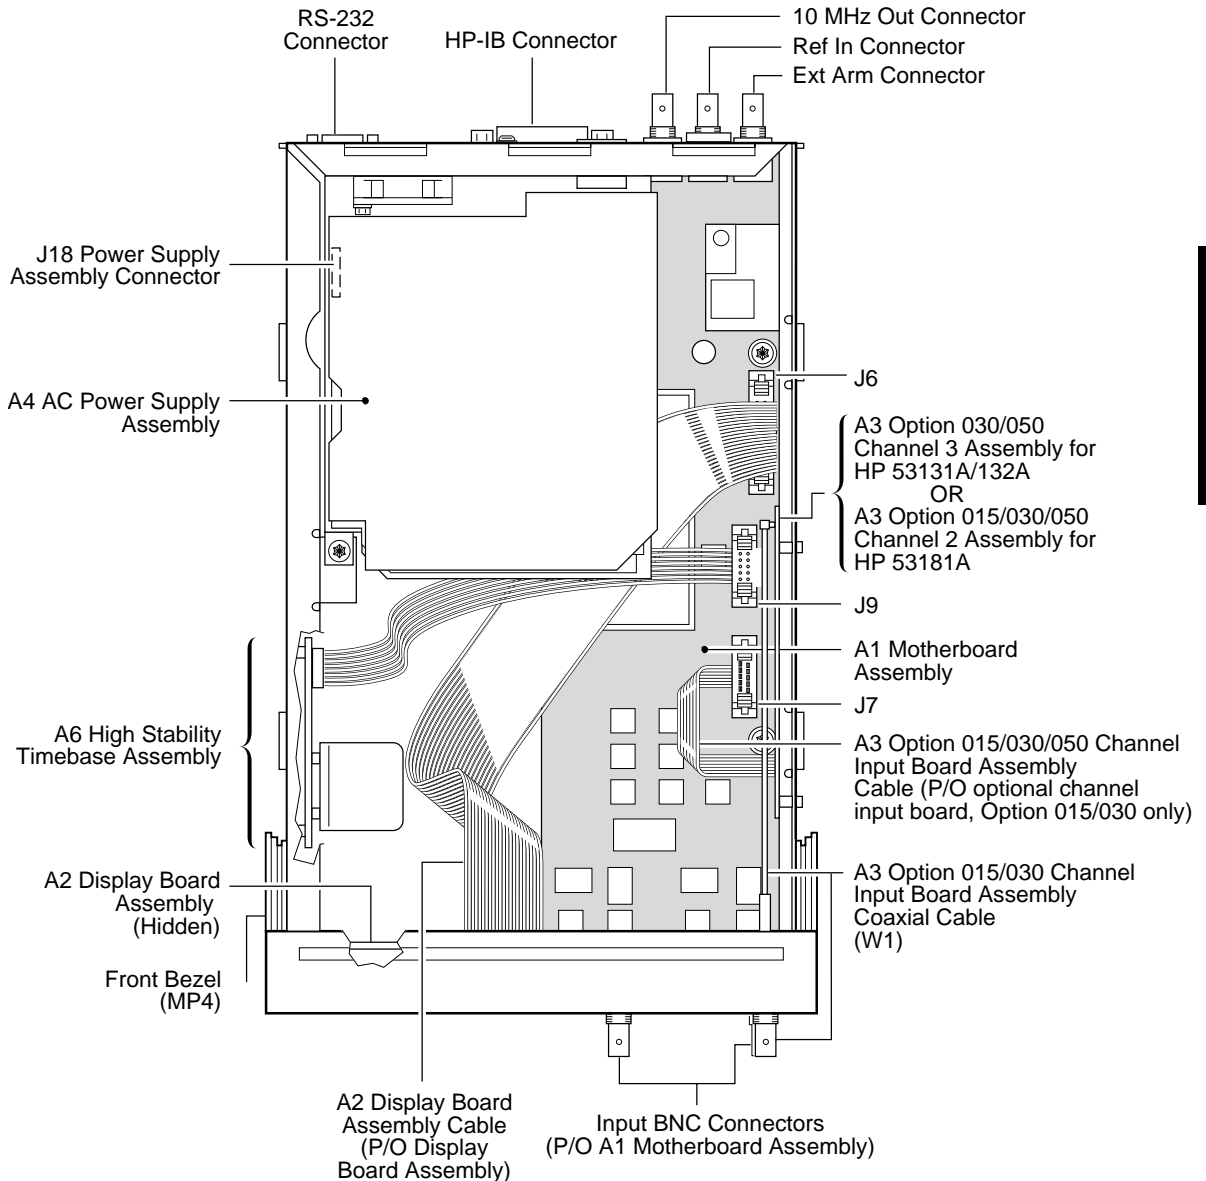 RS-232
Connector
HP-IB Connector
10 MHz Out Connector
Ref In Connector
Ext Arm Connector
J18 Power Supply
Assembly Connector
A4 AC Power Supply
Assembly
J6
A3 Option 030/050
Channel 3 Assembly for
HP 53131A/132A
OR
A3 Option 015/030/050
Channel 2 Assembly for
HP 53181A
J9
A1 Motherboard
Assembly
J7
A6 High Stability
Timebase Assembly
A3 Option 015/030/050 Channel
Input Board Assembly
Cable (P/O optional channel
input board, Option 015/030 only)
A2 Display Board
Assembly
(Hidden)
A3 Option 015/030 Channel
Input Board Assembly
Coaxial Cable
(W1)
Front Bezel
(MP4)
A2 Display Board
Assembly Cable
(P/O Display
Board Assembly)
Input BNC Connectors
(P/O A1 Motherboard Assembly)